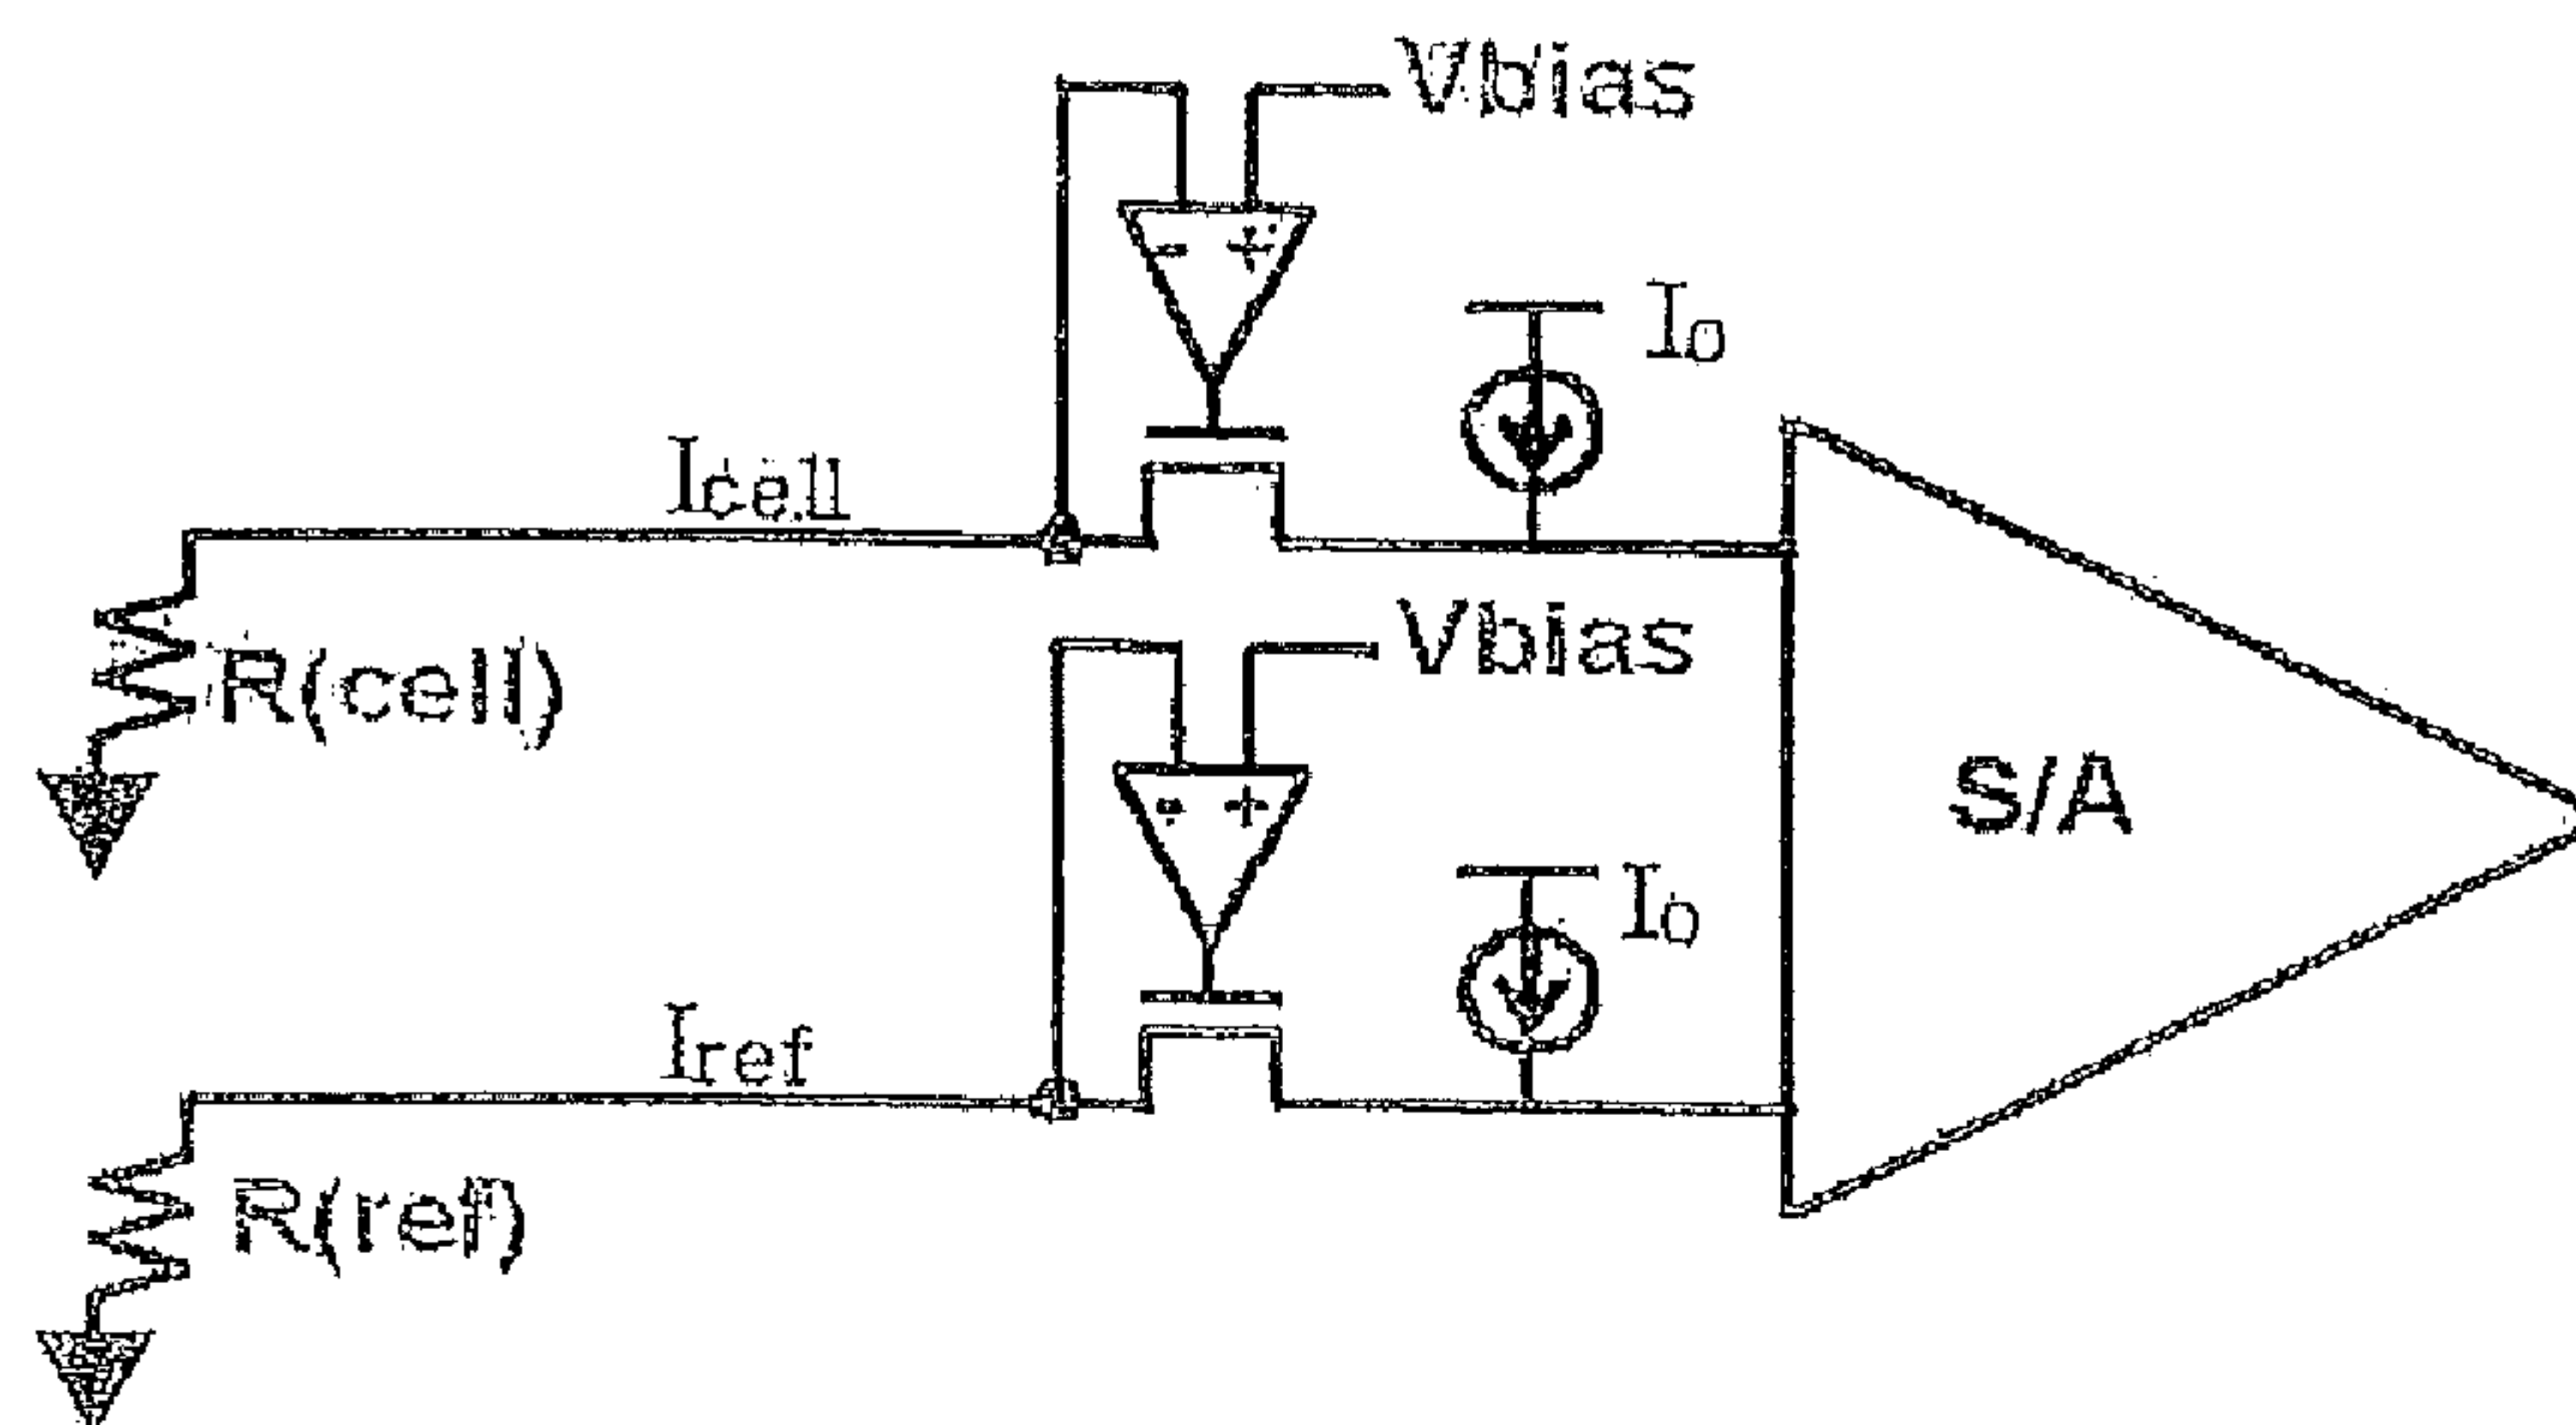 Vbias
- +
Io
Icell
Vbias
R(cell)
- +
S/A
Io
Iref
R(ref)